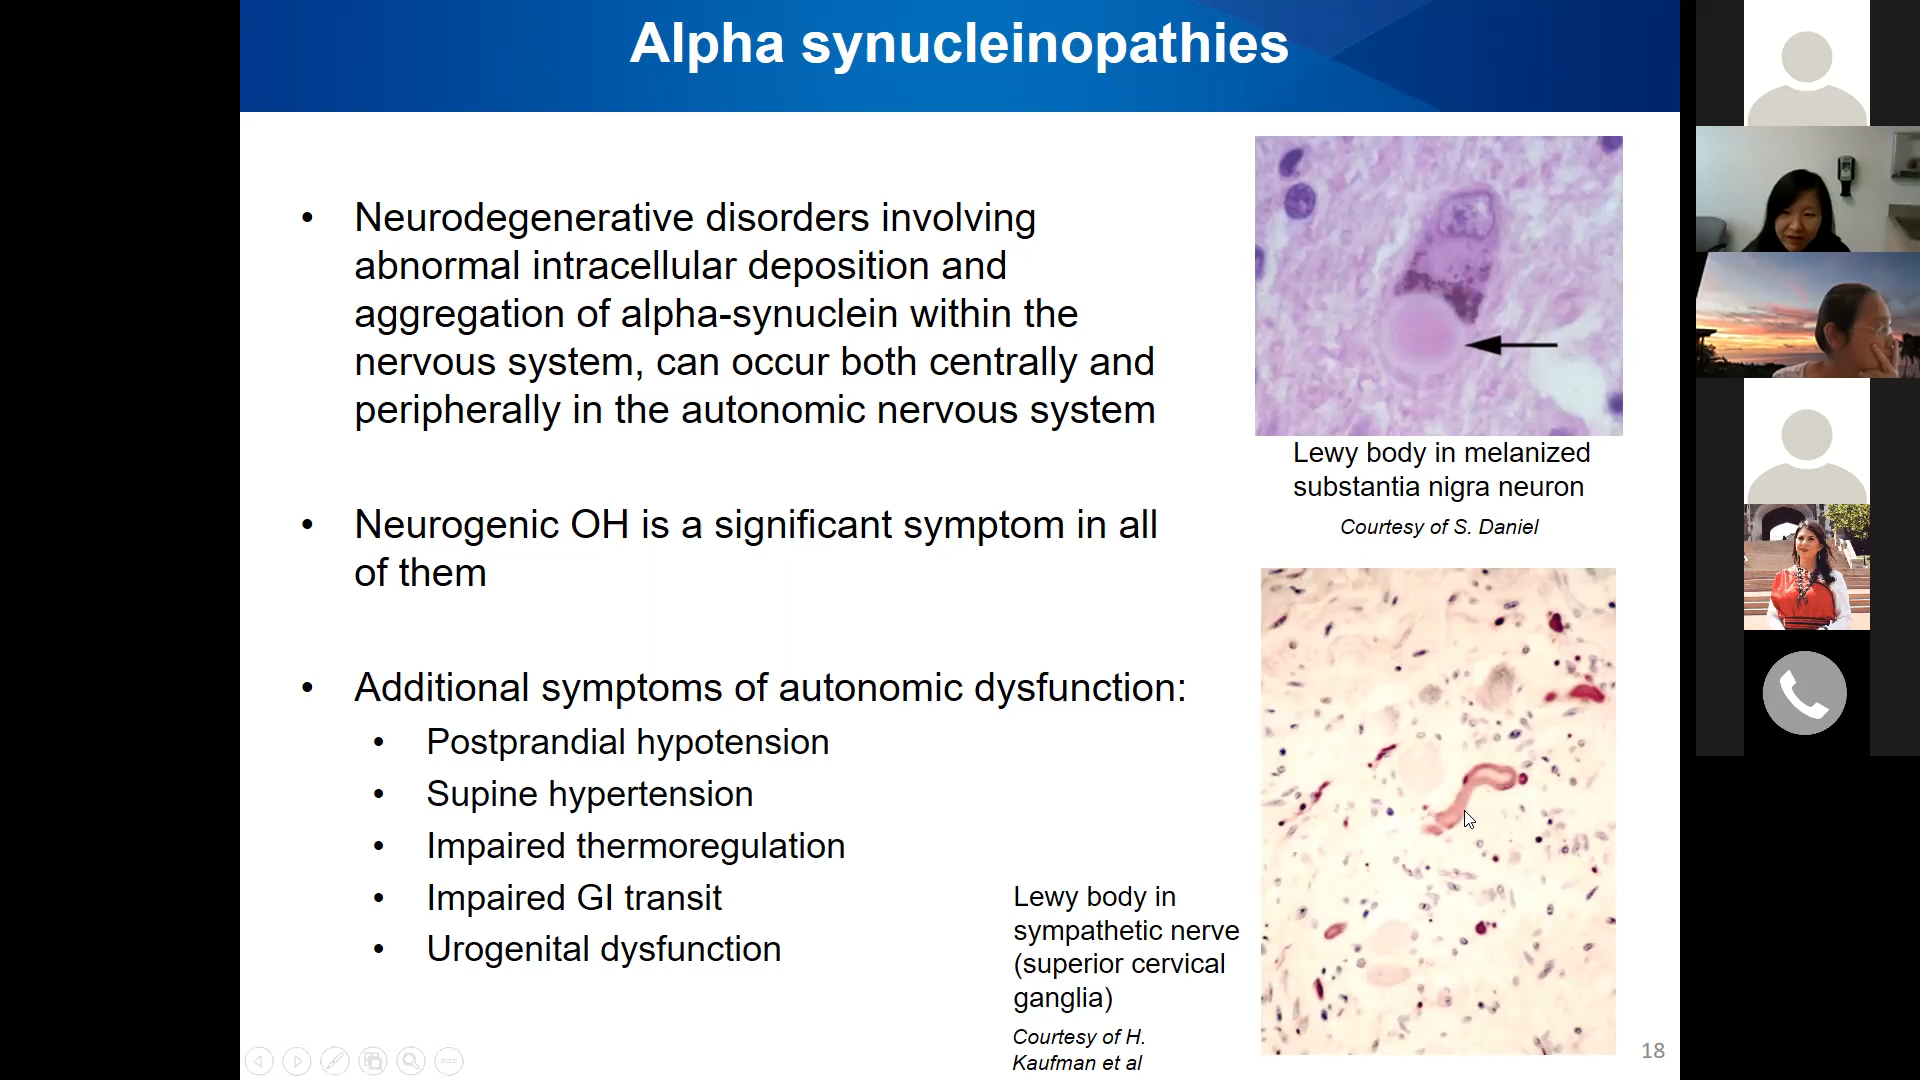 Alpha synucleinopathies
• Neurodegenerative disorders involving
abnormal intracellular deposition and
aggregation of alpha-synuclein within the
nervous system, can occur both centrally and
peripherally in the autonomic nervous system
• Neurogenic OH is a significant symptom in all
of them
• Additional symptoms of autonomic dysfunction:
• Postprandial hypotension
• Supine hypertension
• Impaired thermoregulation
• Impaired GI transit
• Urogenital dysfunction
Lewy body in melanized
substantia nigra neuron
Courtesy of S. Daniel
Lewy body in
sympathetic nerve
(superior cervical
ganglia)
Courtesy of H.
Kaufman et al
18